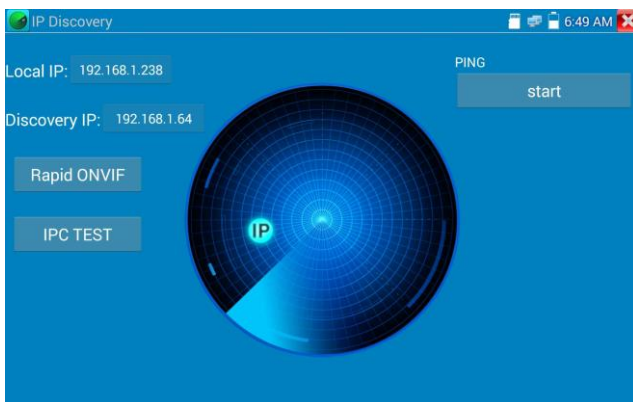 IP Discovery
6:49 AM
Local IP: 192.168.1.238
PING
start
Discovery IP: 192.168.1.64
Rapid ONVIF
IP
IPC TEST